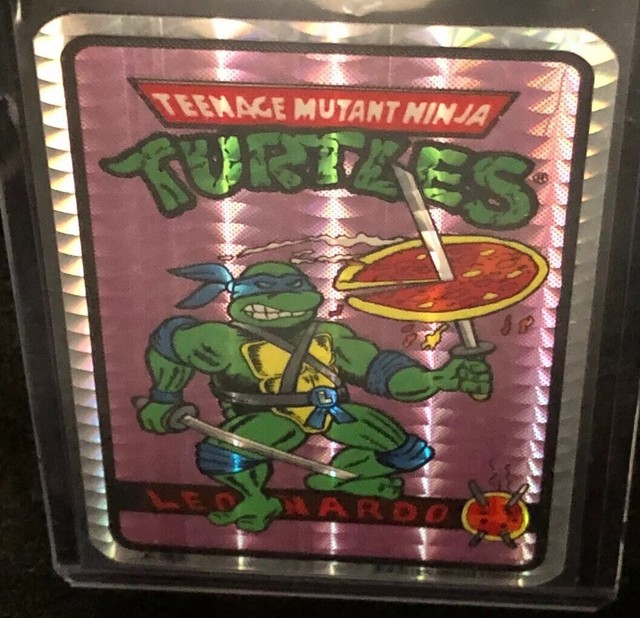 TEENAGE MUTANT NINJA
TURTLES®
L
LEONARDO